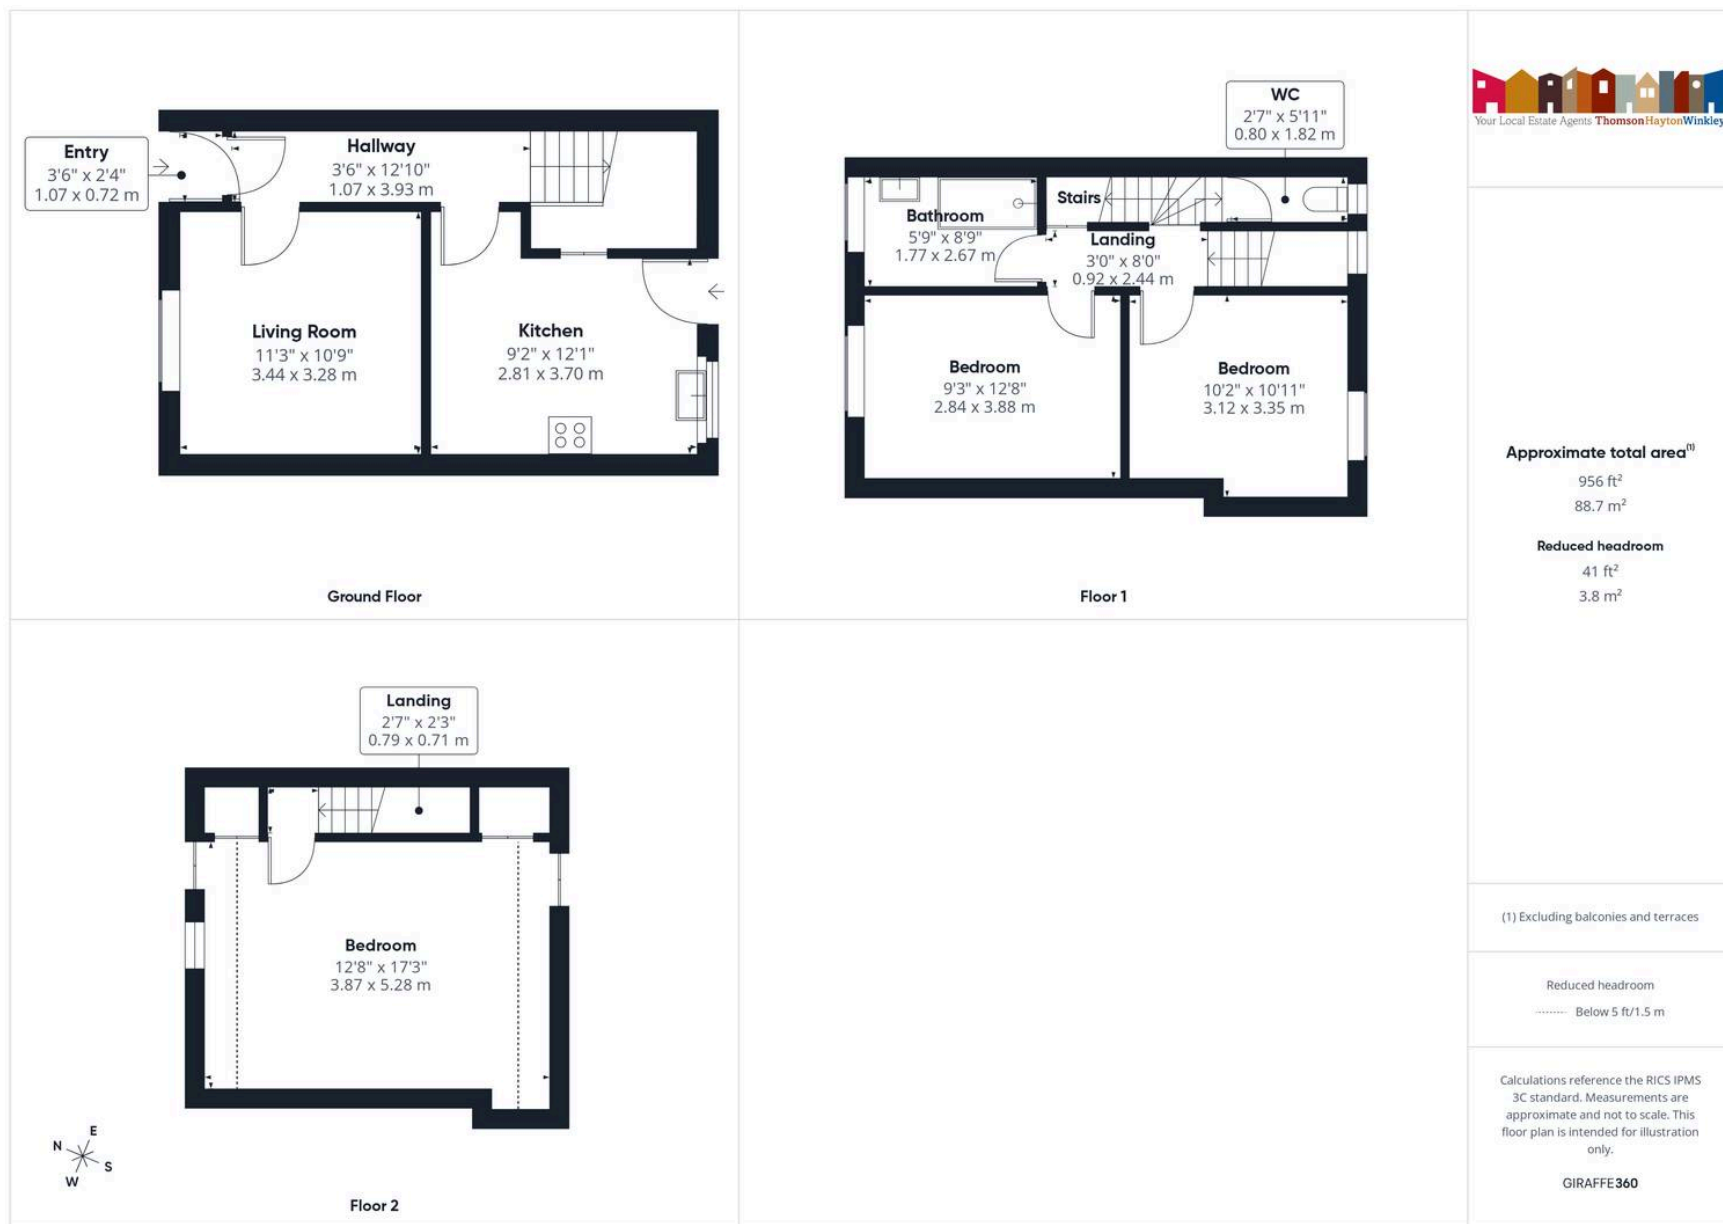 Entry
3'6" x 2'4"
1.07 x 0.72 m
Hallway
3'6" x 12'10"
1.07 x 3.93 m
Living Room
11'3" x 10'9"
3.44 x 3.28 m
Kitchen
9'2" x 12'1"
2.81 x 3.70 m
Ground Floor
WC
2'7" x 5'11"
0.80 x 1.82 m
Stairs
Bathroom
5'9" x 8'9"
1.77 x 2.67 m
Landing
3'0" x 8'0"
0.92 x 2.44 m
Bedroom
9'3" x 12'8"
2.84 x 3.88 m
Bedroom
10'2" x 10'11"
3.12 x 3.35 m
Floor 1
Landing
2'7" x 2'3"
0.79 x 0.71 m
Bedroom
12'8" x 17'3"
3.87 x 5.28 m
N E
W S
Floor 2
Your Local Estate Agents ThomsonHaytonWinkley
Approximate total area(1)
956 ft²
88.7 m²
Reduced headroom
41 ft²
3.8 m²
(1) Excluding balconies and terraces
Reduced headroom
Below 5 ft/1.5 m
Calculations reference the RICS IPMS
3C standard. Measurements are
approximate and not to scale. This
floor plan is intended for illustration
only.
GIRAFFE360